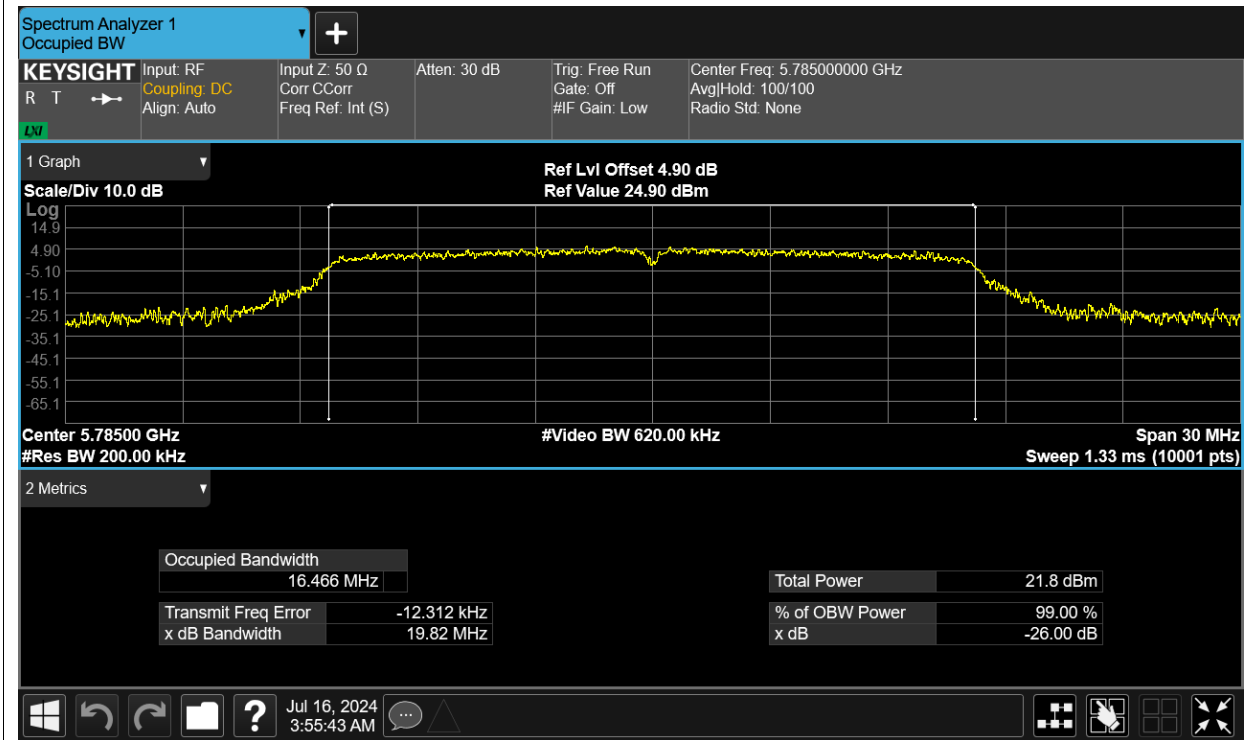 Spectrum Analyzer 1
Occupied BW
+
KEYSIGHT
R T
LXI
Input: RF
Coupling: DC
Align: Auto
Input Z: 50 Ω
Corr CCorr
Freq Ref: Int (S)
Atten: 30 dB
Trig: Free Run
Gate: Off
#IF Gain: Low
Center Freq: 5.785000000 GHz
Avg|Hold: 100/100
Radio Std: None
1 Graph
Scale/Div 10.0 dB
Ref Lvl Offset 4.90 dB
Ref Value 24.90 dBm
Log
14.9
4.90
-5.10
-15.1
-25.1
-35.1
-45.1
-55.1
-65.1
Center 5.78500 GHz
#Res BW 200.00 kHz
#Video BW 620.00 kHz
Span 30 MHz
Sweep 1.33 ms (10001 pts)
2 Metrics
Occupied Bandwidth
16.466 MHz
Transmit Freq Error -12.312 kHz
x dB Bandwidth 19.82 MHz
Total Power 21.8 dBm
% of OBW Power 99.00 %
x dB -26.00 dB
?
Jul 16, 2024
3:55:43 AM